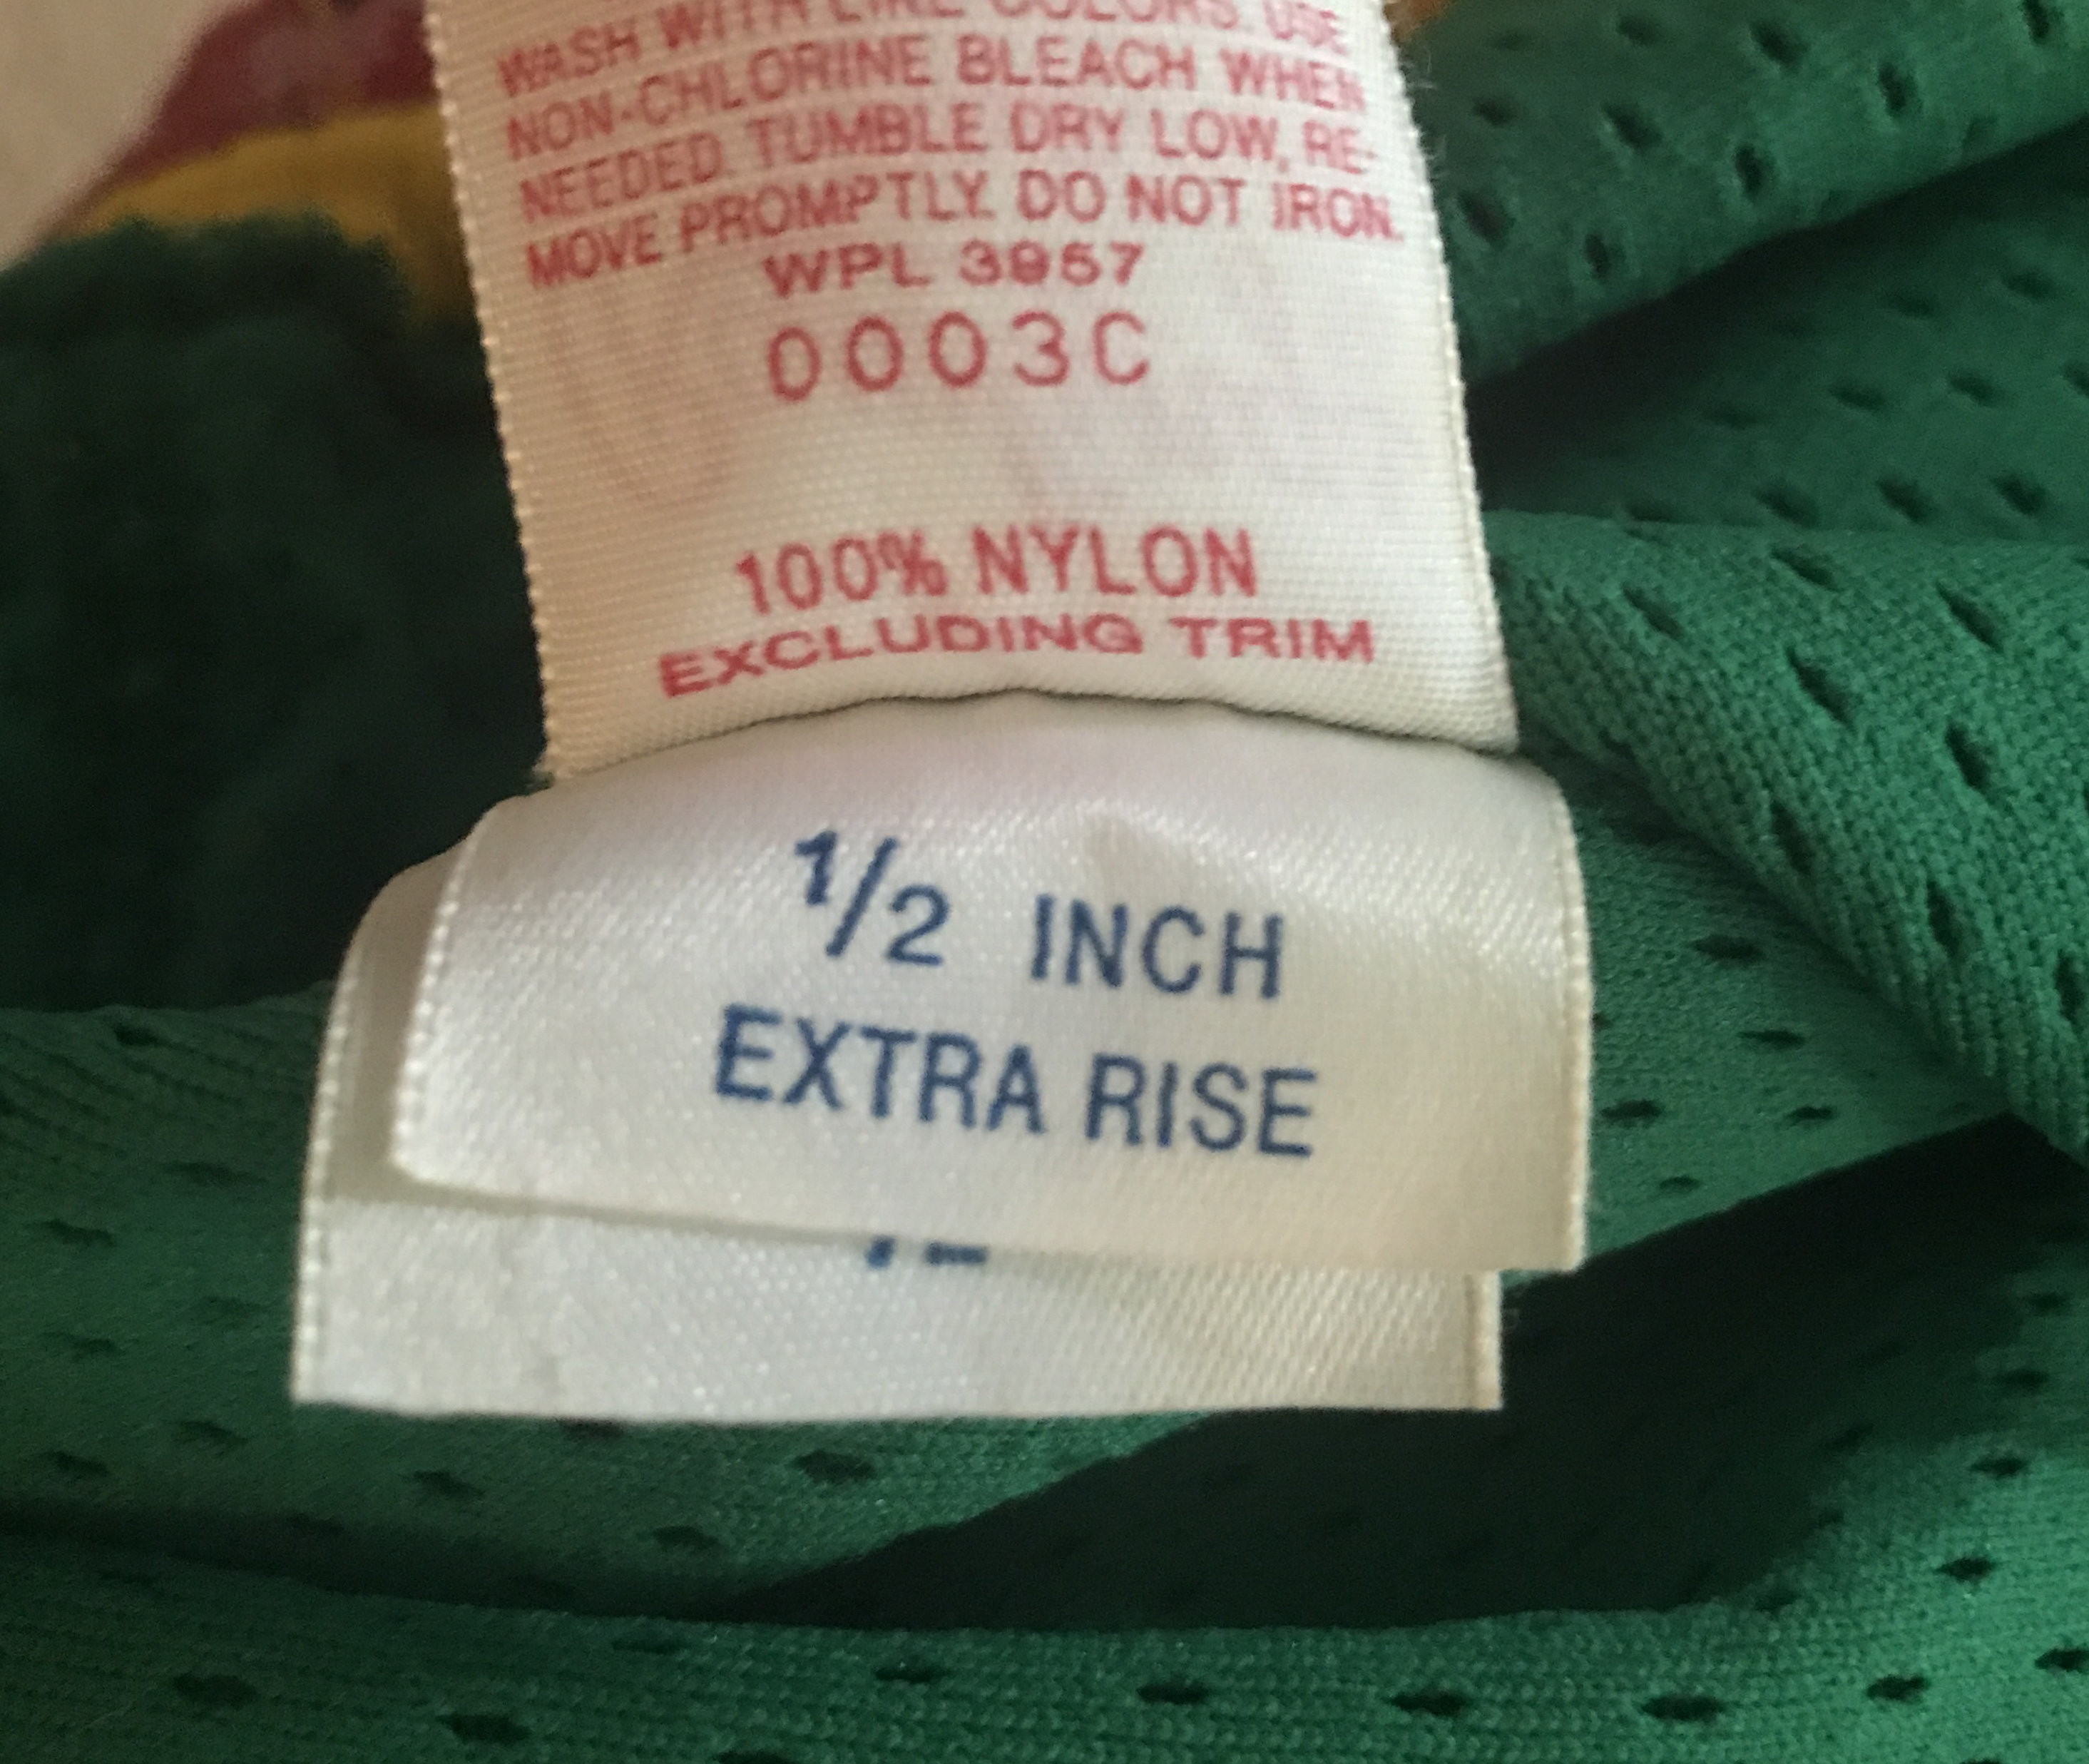 WASH WITH LIKE COLORS. USE
NON-CHLORINE BLEACH WHEN
NEEDED. TUMBLE DRY LOW, RE-
MOVE PROMPTLY. DO NOT IRON.
WPL 3957
0003C
100% NYLON
EXCLUDING TRIM
1/2 INCH
EXTRA RISE